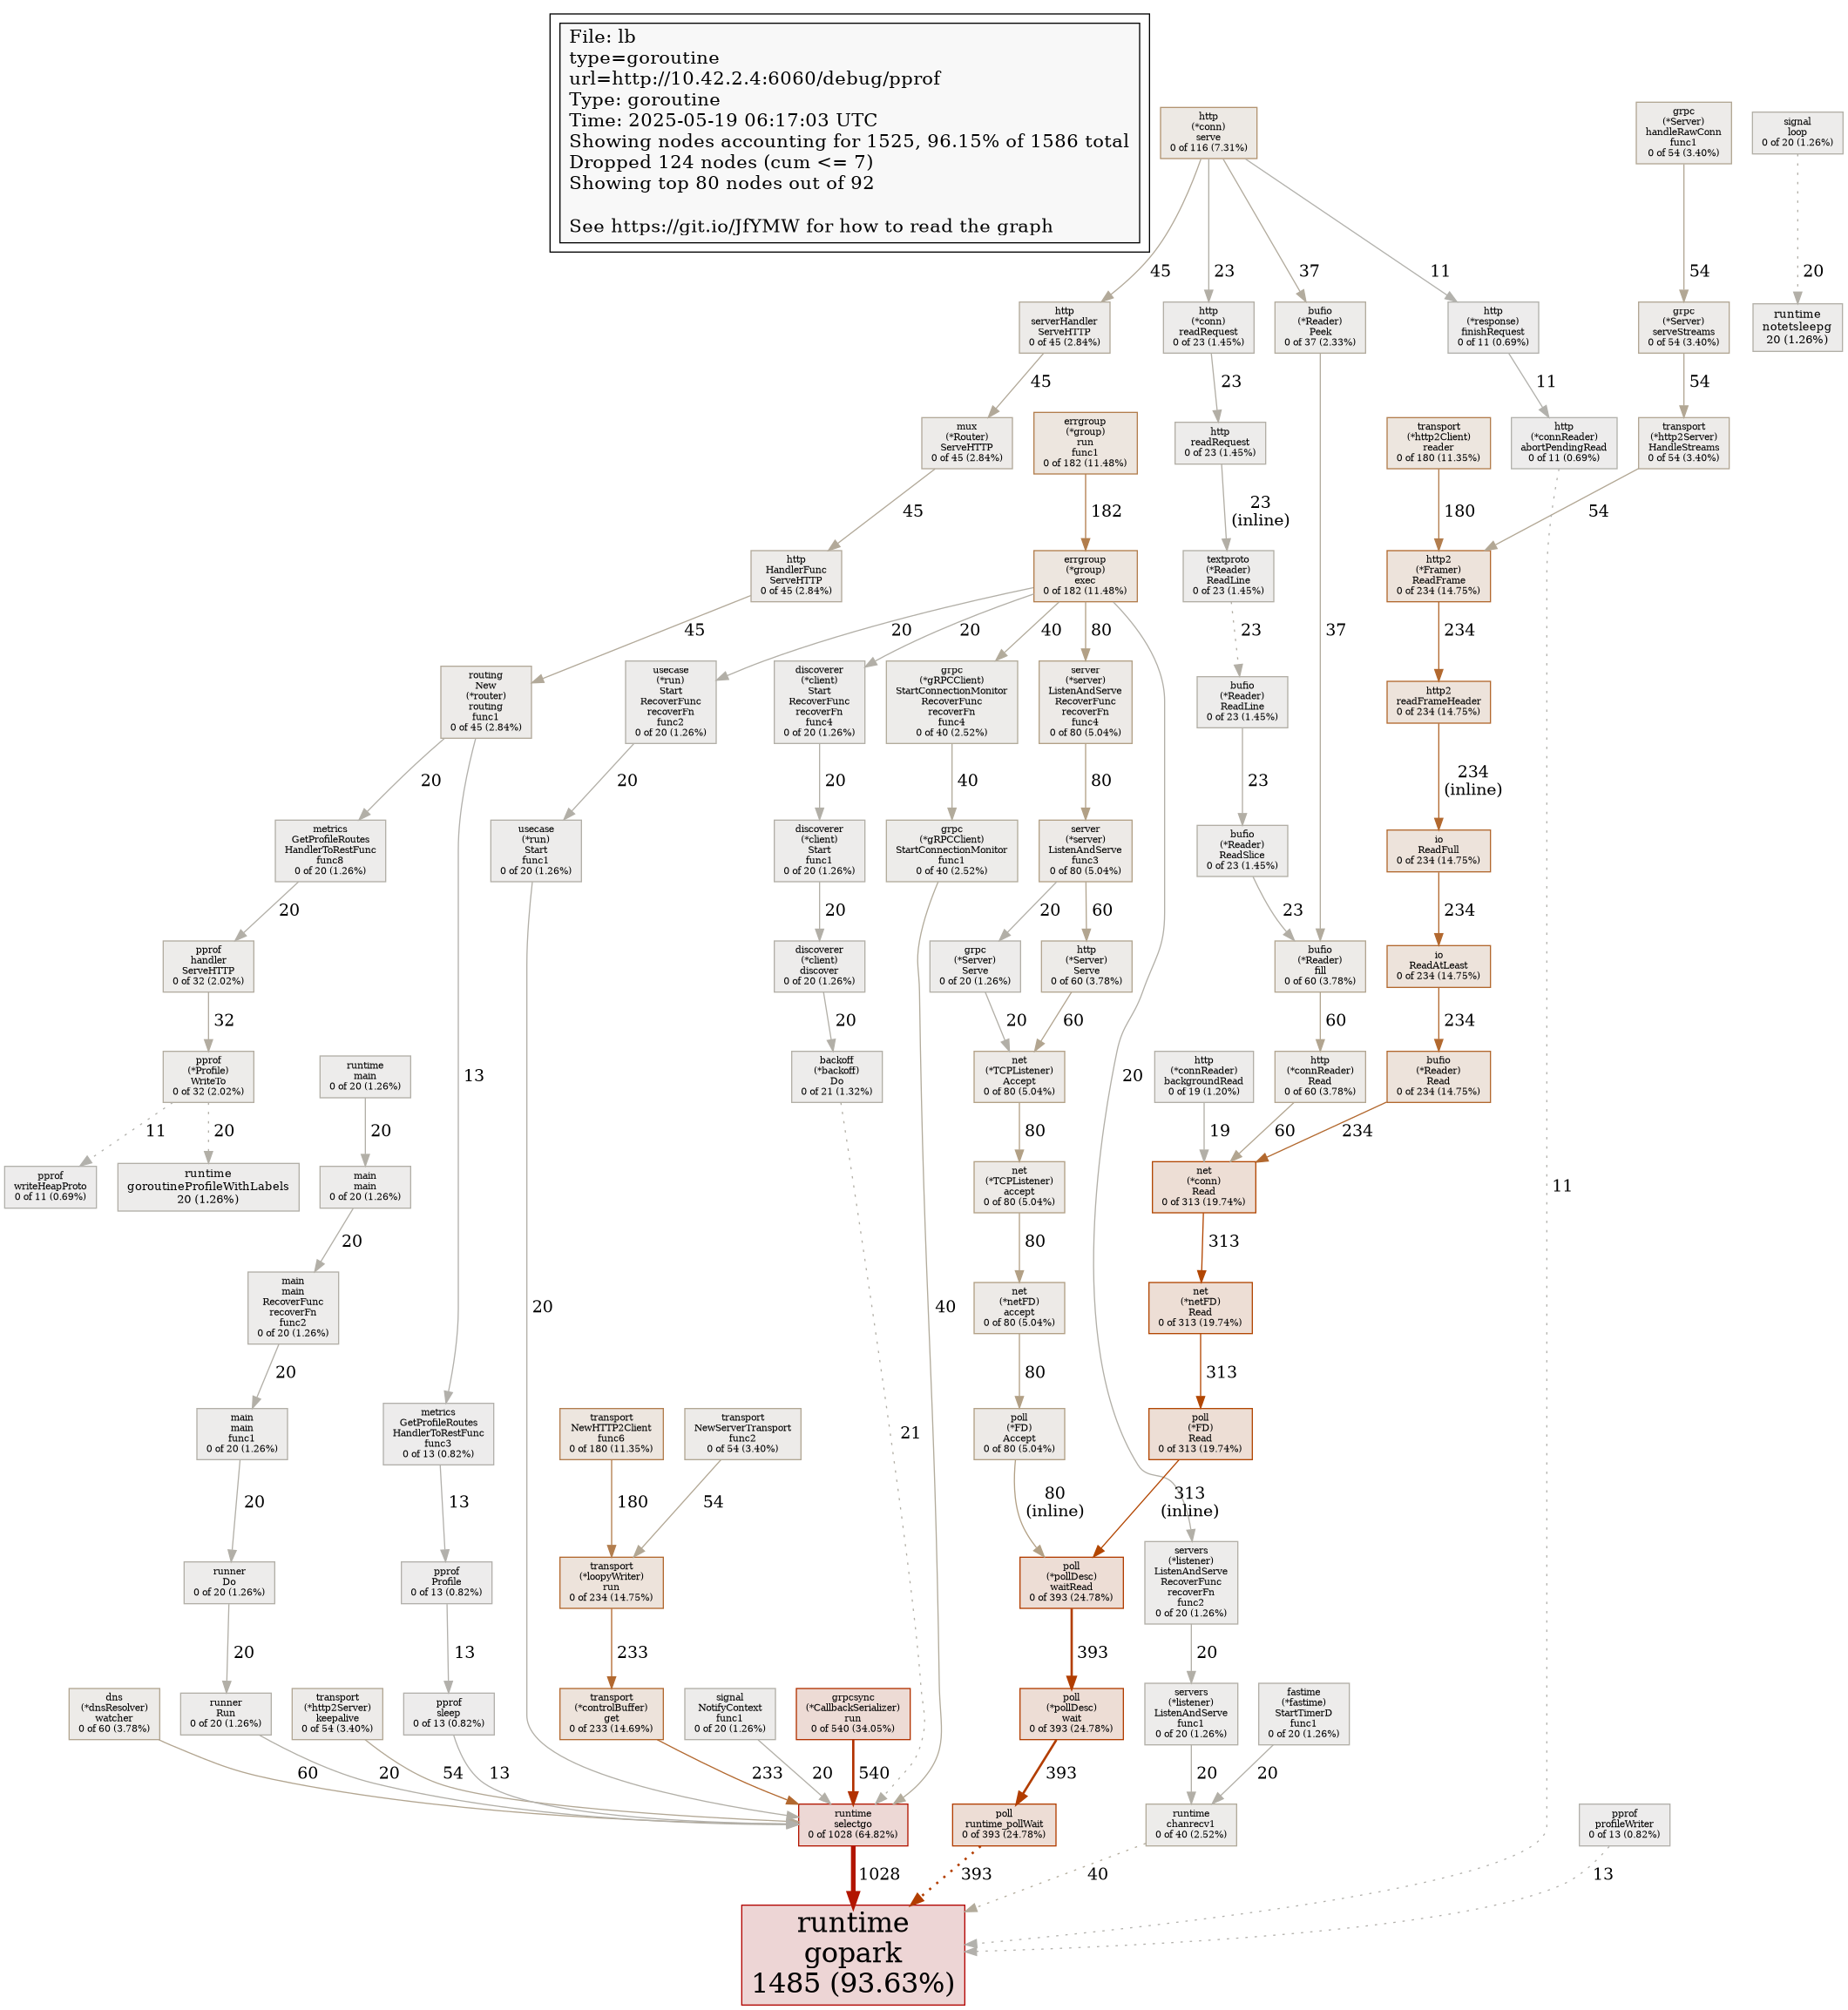 File: lb
type=goroutine
url=http://10.42.2.4:6060/debug/pprof
Type: goroutine
Time: 2025-05-19 06:17:03 UTC
Showing nodes accounting for 1525, 96.15% of 1586 total
Dropped 124 nodes (cum <= 7)
Showing top 80 nodes out of 92
See https://git.io/JfYMW for how to read the graph
http
(*conn)
serve
0 of 116 (7.31%)
grpc
(*Server)
handleRawConn
func1
0 of 54 (3.40%)
signal
loop
0 of 20 (1.26%)
45
23
37
11
54
20
http
serverHandler
ServeHTTP
0 of 45 (2.84%)
http
(*conn)
readRequest
0 of 23 (1.45%)
bufio
(*Reader)
Peek
0 of 37 (2.33%)
http
(*response)
finishRequest
0 of 11 (0.69%)
grpc
(*Server)
serveStreams
0 of 54 (3.40%)
runtime
notetsleepg
20 (1.26%)
45
23
11
54
mux
(*Router)
ServeHTTP
0 of 45 (2.84%)
errgroup
(*group)
run
func1
0 of 182 (11.48%)
http
readRequest
0 of 23 (1.45%)
transport
(*http2Client)
reader
0 of 180 (11.35%)
http
(*connReader)
abortPendingRead
0 of 11 (0.69%)
transport
(*http2Server)
HandleStreams
0 of 54 (3.40%)
45
182
23
(inline)
180
54
http
HandlerFunc
ServeHTTP
0 of 45 (2.84%)
errgroup
(*group)
exec
0 of 182 (11.48%)
textproto
(*Reader)
ReadLine
0 of 23 (1.45%)
http2
(*Framer)
ReadFrame
0 of 234 (14.75%)
45
20
20
40
80
23
37
234
routing
New
(*router)
routing
func1
0 of 45 (2.84%)
usecase
(*run)
Start
RecoverFunc
recoverFn
func2
0 of 20 (1.26%)
discoverer
(*client)
Start
RecoverFunc
recoverFn
func4
0 of 20 (1.26%)
grpc
(*gRPCClient)
StartConnectionMonitor
RecoverFunc
recoverFn
func4
0 of 40 (2.52%)
server
(*server)
ListenAndServe
RecoverFunc
recoverFn
func4
0 of 80 (5.04%)
bufio
(*Reader)
ReadLine
0 of 23 (1.45%)
http2
readFrameHeader
0 of 234 (14.75%)
20
20
20
40
80
23
234
(inline)
metrics
GetProfileRoutes
HandlerToRestFunc
func8
0 of 20 (1.26%)
usecase
(*run)
Start
func1
0 of 20 (1.26%)
discoverer
(*client)
Start
func1
0 of 20 (1.26%)
grpc
(*gRPCClient)
StartConnectionMonitor
func1
0 of 40 (2.52%)
server
(*server)
ListenAndServe
func3
0 of 80 (5.04%)
bufio
(*Reader)
ReadSlice
0 of 23 (1.45%)
io
ReadFull
0 of 234 (14.75%)
20
20
20
60
23
234
pprof
handler
ServeHTTP
0 of 32 (2.02%)
discoverer
(*client)
discover
0 of 20 (1.26%)
grpc
(*Server)
Serve
0 of 20 (1.26%)
http
(*Server)
Serve
0 of 60 (3.78%)
bufio
(*Reader)
fill
0 of 60 (3.78%)
io
ReadAtLeast
0 of 234 (14.75%)
32
20
20
60
60
234
pprof
(*Profile)
WriteTo
0 of 32 (2.02%)
runtime
main
0 of 20 (1.26%)
13
backoff
(*backoff)
Do
0 of 21 (1.32%)
net
(*TCPListener)
Accept
0 of 80 (5.04%)
20
http
(*connReader)
backgroundRead
0 of 19 (1.20%)
http
(*connReader)
Read
0 of 60 (3.78%)
bufio
(*Reader)
Read
0 of 234 (14.75%)
11
20
20
80
19
60
234
pprof
writeHeapProto
0 of 11 (0.69%)
runtime
goroutineProfileWithLabels
20 (1.26%)
main
main
0 of 20 (1.26%)
net
(*TCPListener)
accept
0 of 80 (5.04%)
net
(*conn)
Read
0 of 313 (19.74%)
11
20
80
313
main
main
RecoverFunc
recoverFn
func2
0 of 20 (1.26%)
20
40
net
(*netFD)
accept
0 of 80 (5.04%)
net
(*netFD)
Read
0 of 313 (19.74%)
20
80
313
main
main
func1
0 of 20 (1.26%)
metrics
GetProfileRoutes
HandlerToRestFunc
func3
0 of 13 (0.82%)
transport
NewHTTP2Client
func6
0 of 180 (11.35%)
transport
NewServerTransport
func2
0 of 54 (3.40%)
21
poll
(*FD)
Accept
0 of 80 (5.04%)
poll
(*FD)
Read
0 of 313 (19.74%)
20
13
180
54
80
(inline)
313
(inline)
runner
Do
0 of 20 (1.26%)
pprof
Profile
0 of 13 (0.82%)
transport
(*loopyWriter)
run
0 of 234 (14.75%)
poll
(*pollDesc)
waitRead
0 of 393 (24.78%)
servers
(*listener)
ListenAndServe
RecoverFunc
recoverFn
func2
0 of 20 (1.26%)
20
13
233
393
20
dns
(*dnsResolver)
watcher
0 of 60 (3.78%)
runner
Run
0 of 20 (1.26%)
transport
(*http2Server)
keepalive
0 of 54 (3.40%)
pprof
sleep
0 of 13 (0.82%)
transport
(*controlBuffer)
get
0 of 233 (14.69%)
signal
NotifyContext
func1
0 of 20 (1.26%)
grpcsync
(*CallbackSerializer)
run
0 of 540 (34.05%)
poll
(*pollDesc)
wait
0 of 393 (24.78%)
servers
(*listener)
ListenAndServe
func1
0 of 20 (1.26%)
fastime
(*fastime)
StartTimerD
func1
0 of 20 (1.26%)
60
20
54
13
233
20
540
393
20
20
runtime
selectgo
0 of 1028 (64.82%)
poll
runtime_pollWait
0 of 393 (24.78%)
runtime
chanrecv1
0 of 40 (2.52%)
pprof
profileWriter
0 of 13 (0.82%)
1028
393
40
13
runtime
gopark
1485 (93.63%)